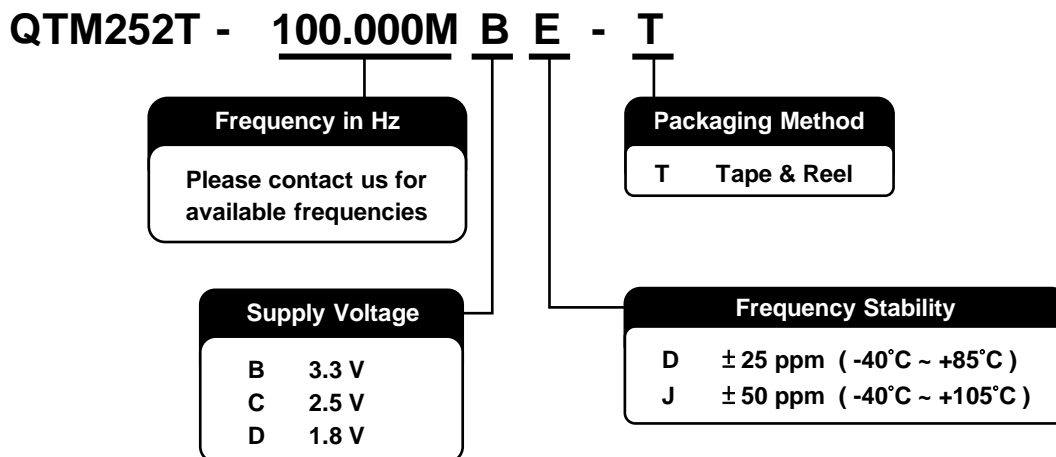 QTM252T - 100.000M B E - T
Frequency in Hz
Please contact us for
available frequencies
Packaging Method
T Tape & Reel
Supply Voltage
B 3.3 V
C 2.5 V
D 1.8 V
Frequency Stability
D ±25 ppm ( -40˚C ~ +85˚C )
J ±50 ppm ( -40˚C ~ +105˚C )